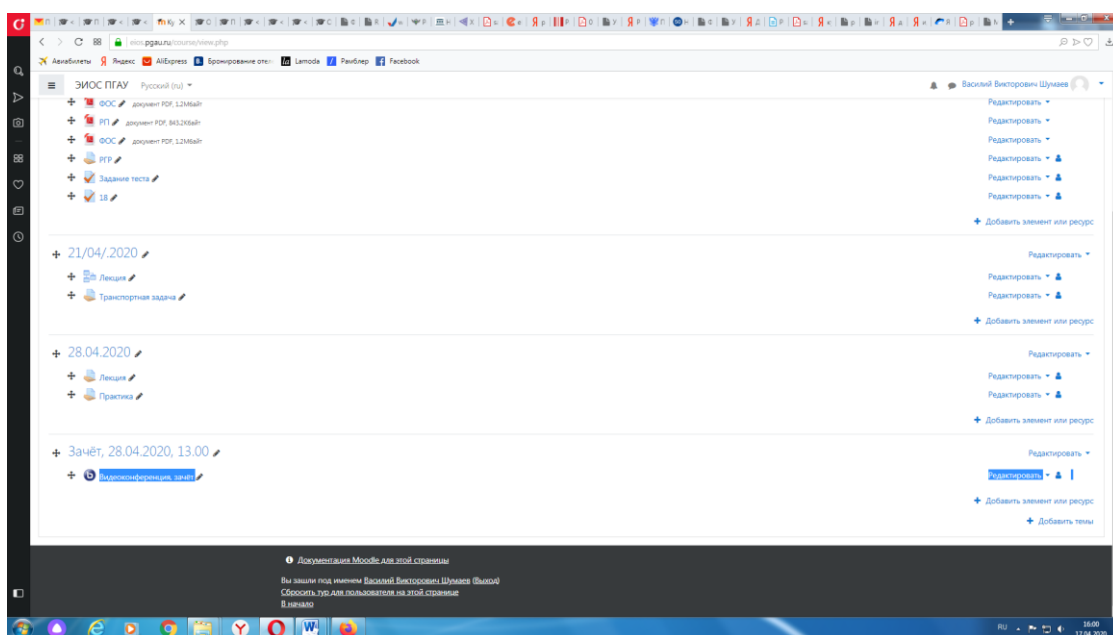 eios.pgau.ru/course/view.php
Авиабилеты Яндекс AliExpress Бронирование отел Lamoda Рамблер Facebook
ЭИОС ПГАУ Русский (ru) Василий Викторович Шумаев
ФОС документ PDF, 1.2Мбайт Редактировать
РП документ PDF, 843.2Кбайт Редактировать
ФОС документ PDF, 1.2Мбайт Редактировать
РГР Редактировать
Задание теста Редактировать
18 Редактировать
Добавить элемент или ресурс
21/04/.2020 Редактировать
Лекция Редактировать
Транспортная задача Редактировать
Добавить элемент или ресурс
28.04.2020 Редактировать
Лекция Редактировать
Практика Редактировать
Добавить элемент или ресурс
Зачёт, 28.04.2020, 13.00 Редактировать
Видеоконференция, зачёт Редактировать
Добавить элемент или ресурс
Добавить темы
Документация Moodle для этой страницы
Вы зашли под именем Василий Викторович Шумаев (Выход)
Сбросить тур для пользователя на этой странице
В начало
RU 16:00
17.04.2020